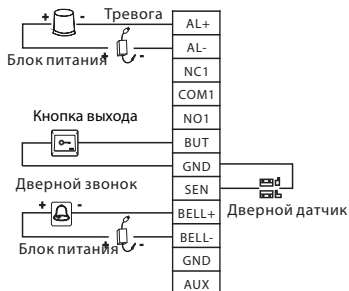 + - Тревога
AL+
AL-
Блок питания + -
NC1
COM1
NO1
Кнопка выхода
BUT
GND
Дверной звонок
SEN
+ -
BELL+
Дверной датчик
BELL-
Блок питания + -
GND
AUX